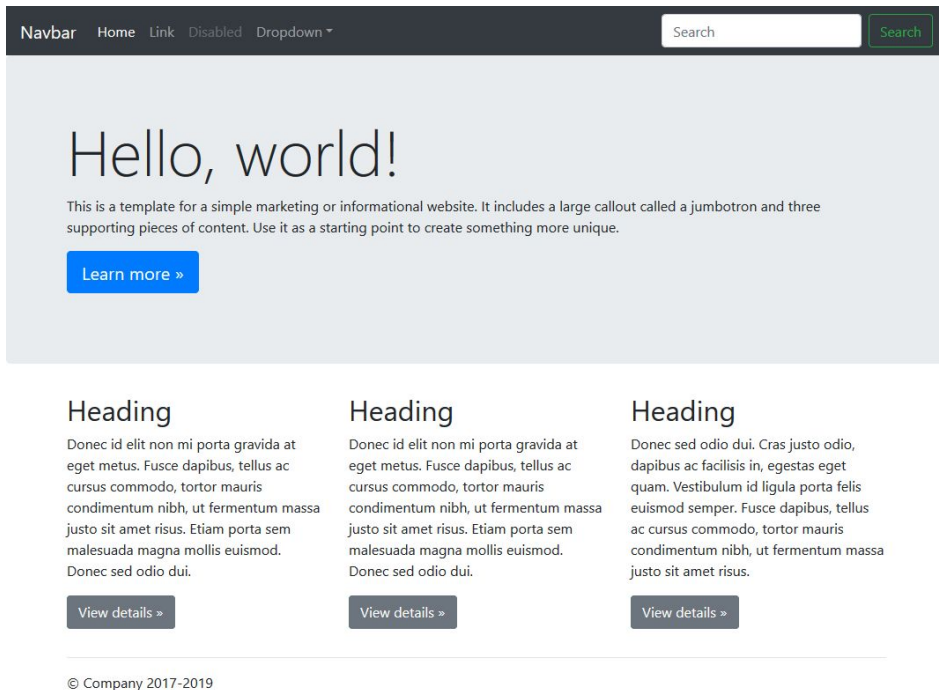 Navbar Home Link Disabled Dropdown Search Search
Hello, world!
This is a template for a simple marketing or informational website. It includes a large callout called a jumbotron and three
supporting pieces of content. Use it as a starting point to create something more unique.
Learn more »
Heading
Donec id elit non mi porta gravida at
eget metus. Fusce dapibus, tellus ac
cursus commodo, tortor mauris
condimentum nibh, ut fermentum massa
justo sit amet risus. Etiam porta sem
malesuada magna mollis euismod.
Donec sed odio dui.
View details »
Heading
Donec id elit non mi porta gravida at
eget metus. Fusce dapibus, tellus ac
cursus commodo, tortor mauris
condimentum nibh, ut fermentum massa
justo sit amet risus. Etiam porta sem
malesuada magna mollis euismod.
Donec sed odio dui.
View details »
Heading
Donec sed odio dui. Cras justo odio,
dapibus ac facilisis in, egestas eget
quam. Vestibulum id ligula porta felis
euismod semper. Fusce dapibus, tellus
ac cursus commodo, tortor mauris
condimentum nibh, ut fermentum massa
justo sit amet risus.
View details »
© Company 2017-2019